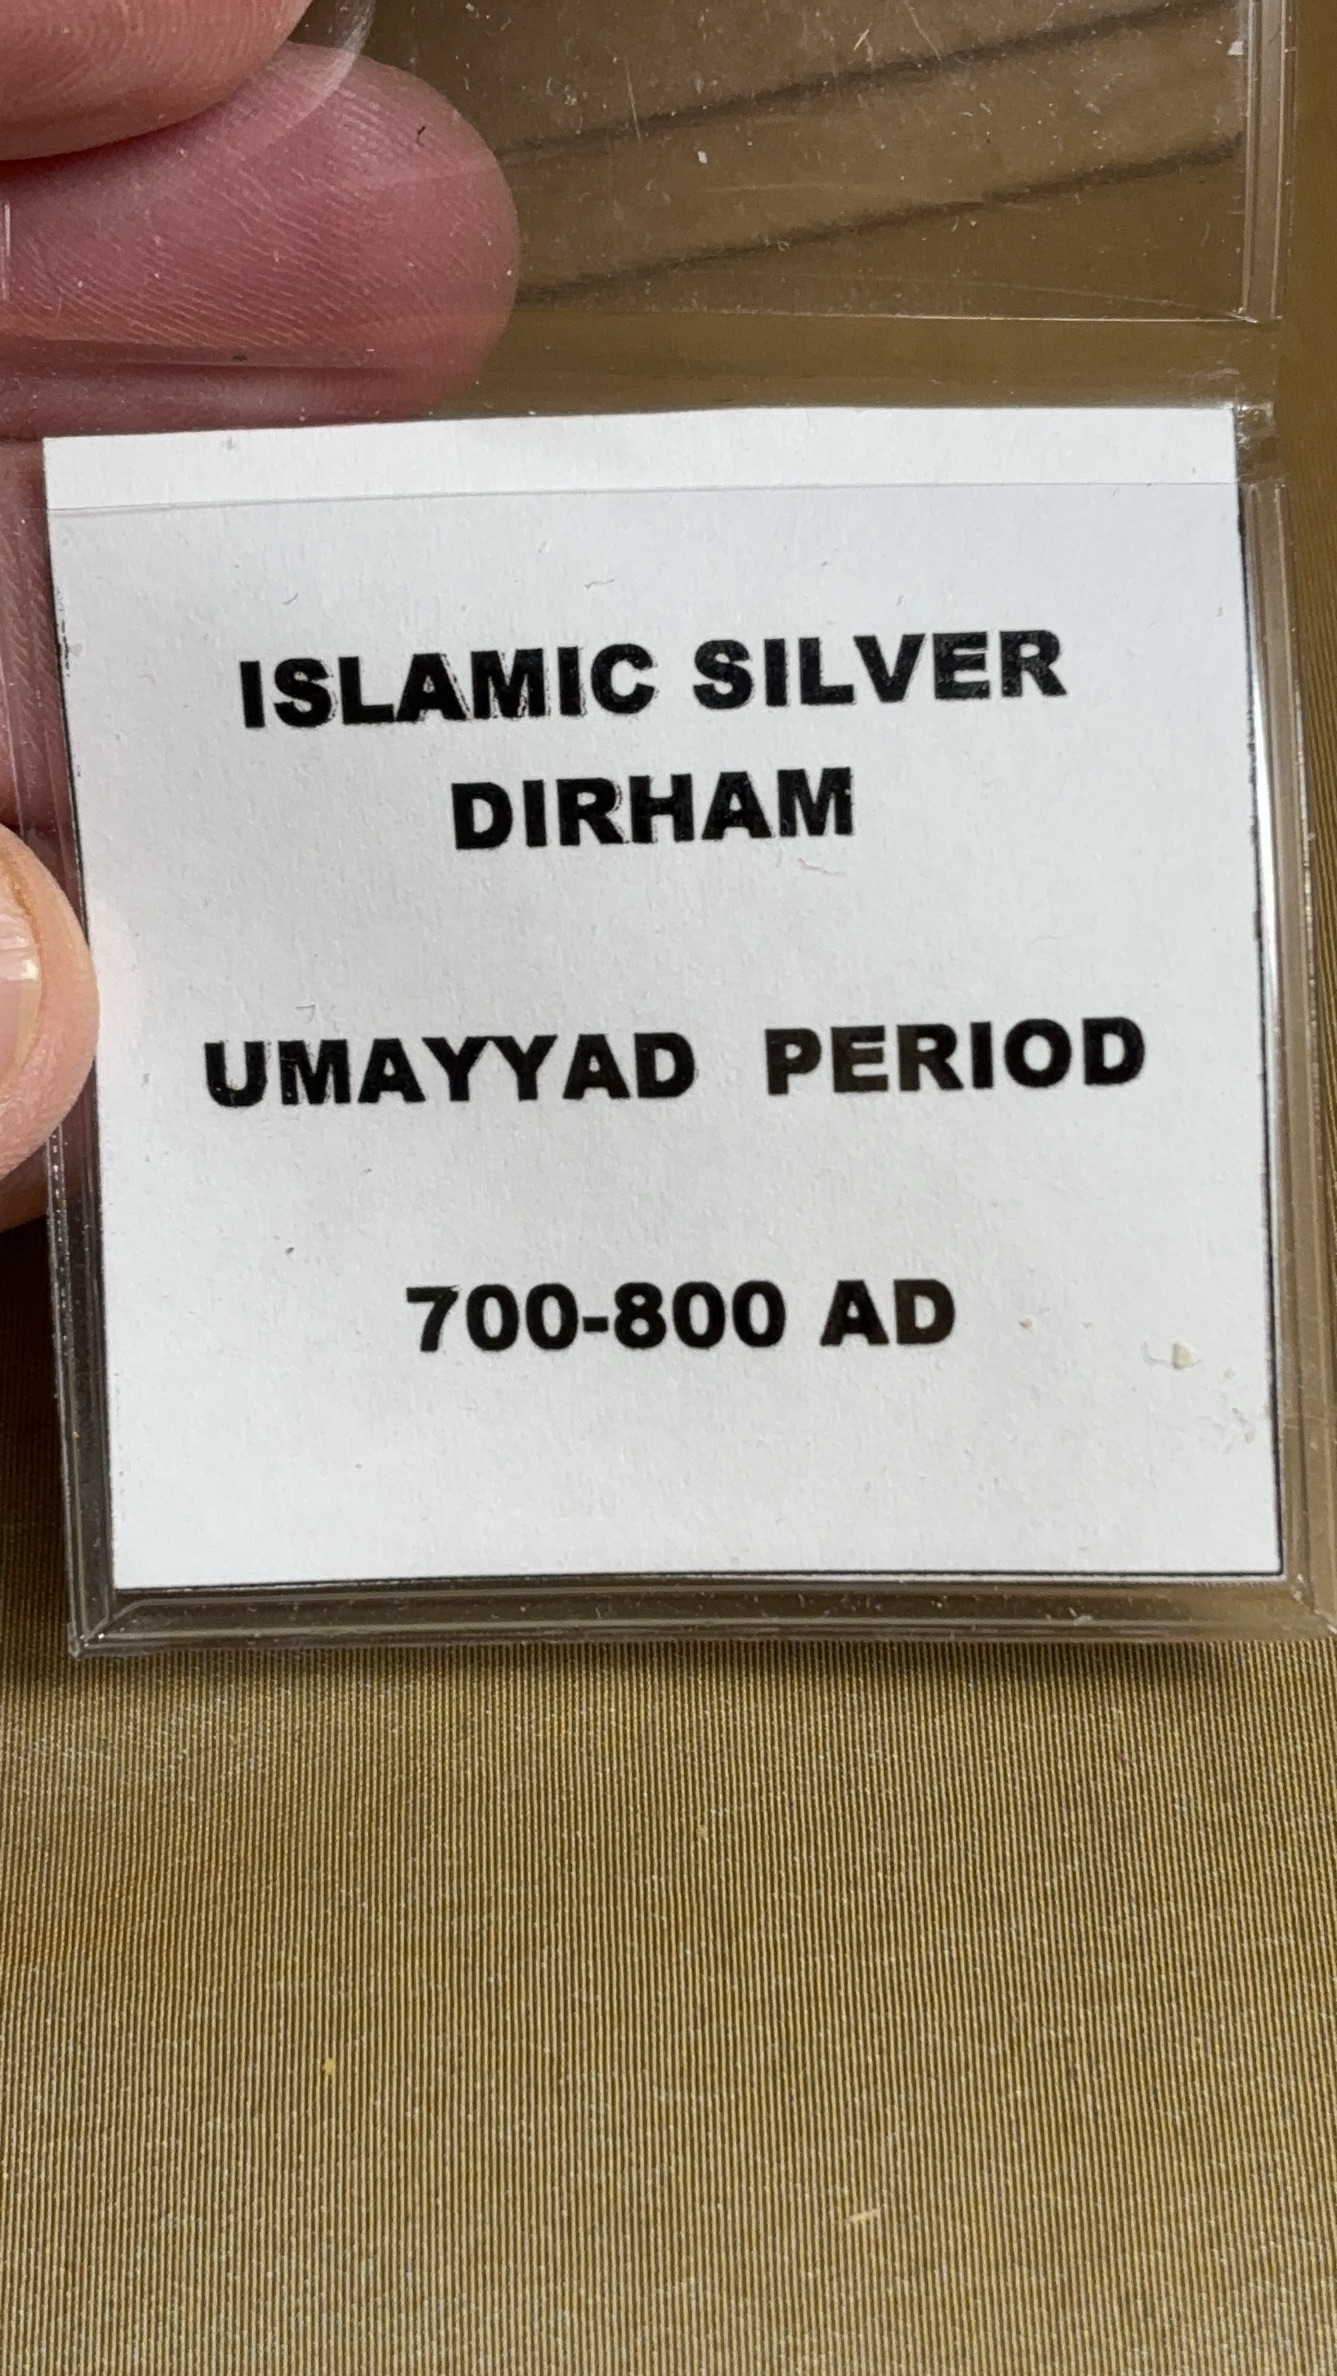 ISLAMIC SILVER
DIRHAM
UMAYYAD PERIOD
700-800 AD